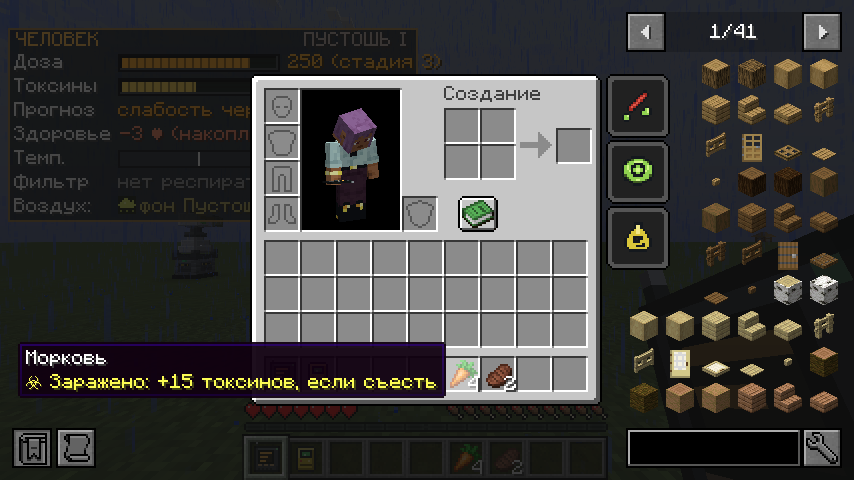 ЧЕЛОВЕК ПУСТОШЬ I
Доза 250 (стадия 3)
Токсины
Прогноз слабость чер
Здоровье -3 (накопл
Темп.
Фильтр нет респират
Воздух: фон Пустош
Создание
1/41
Морковь
Заражено: +15 токсинов, если съесть
4 2
4 2